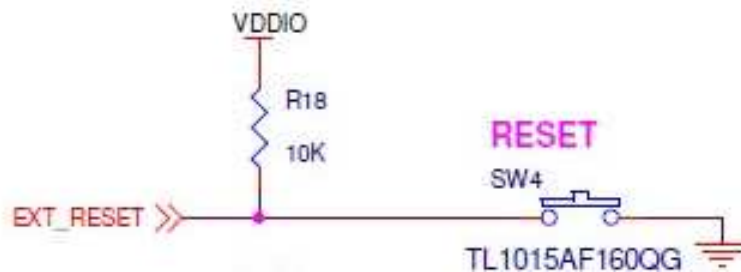 VDDIO
R18
10K
RESET
SW4
EXT_RESET
TL1015AF160QG